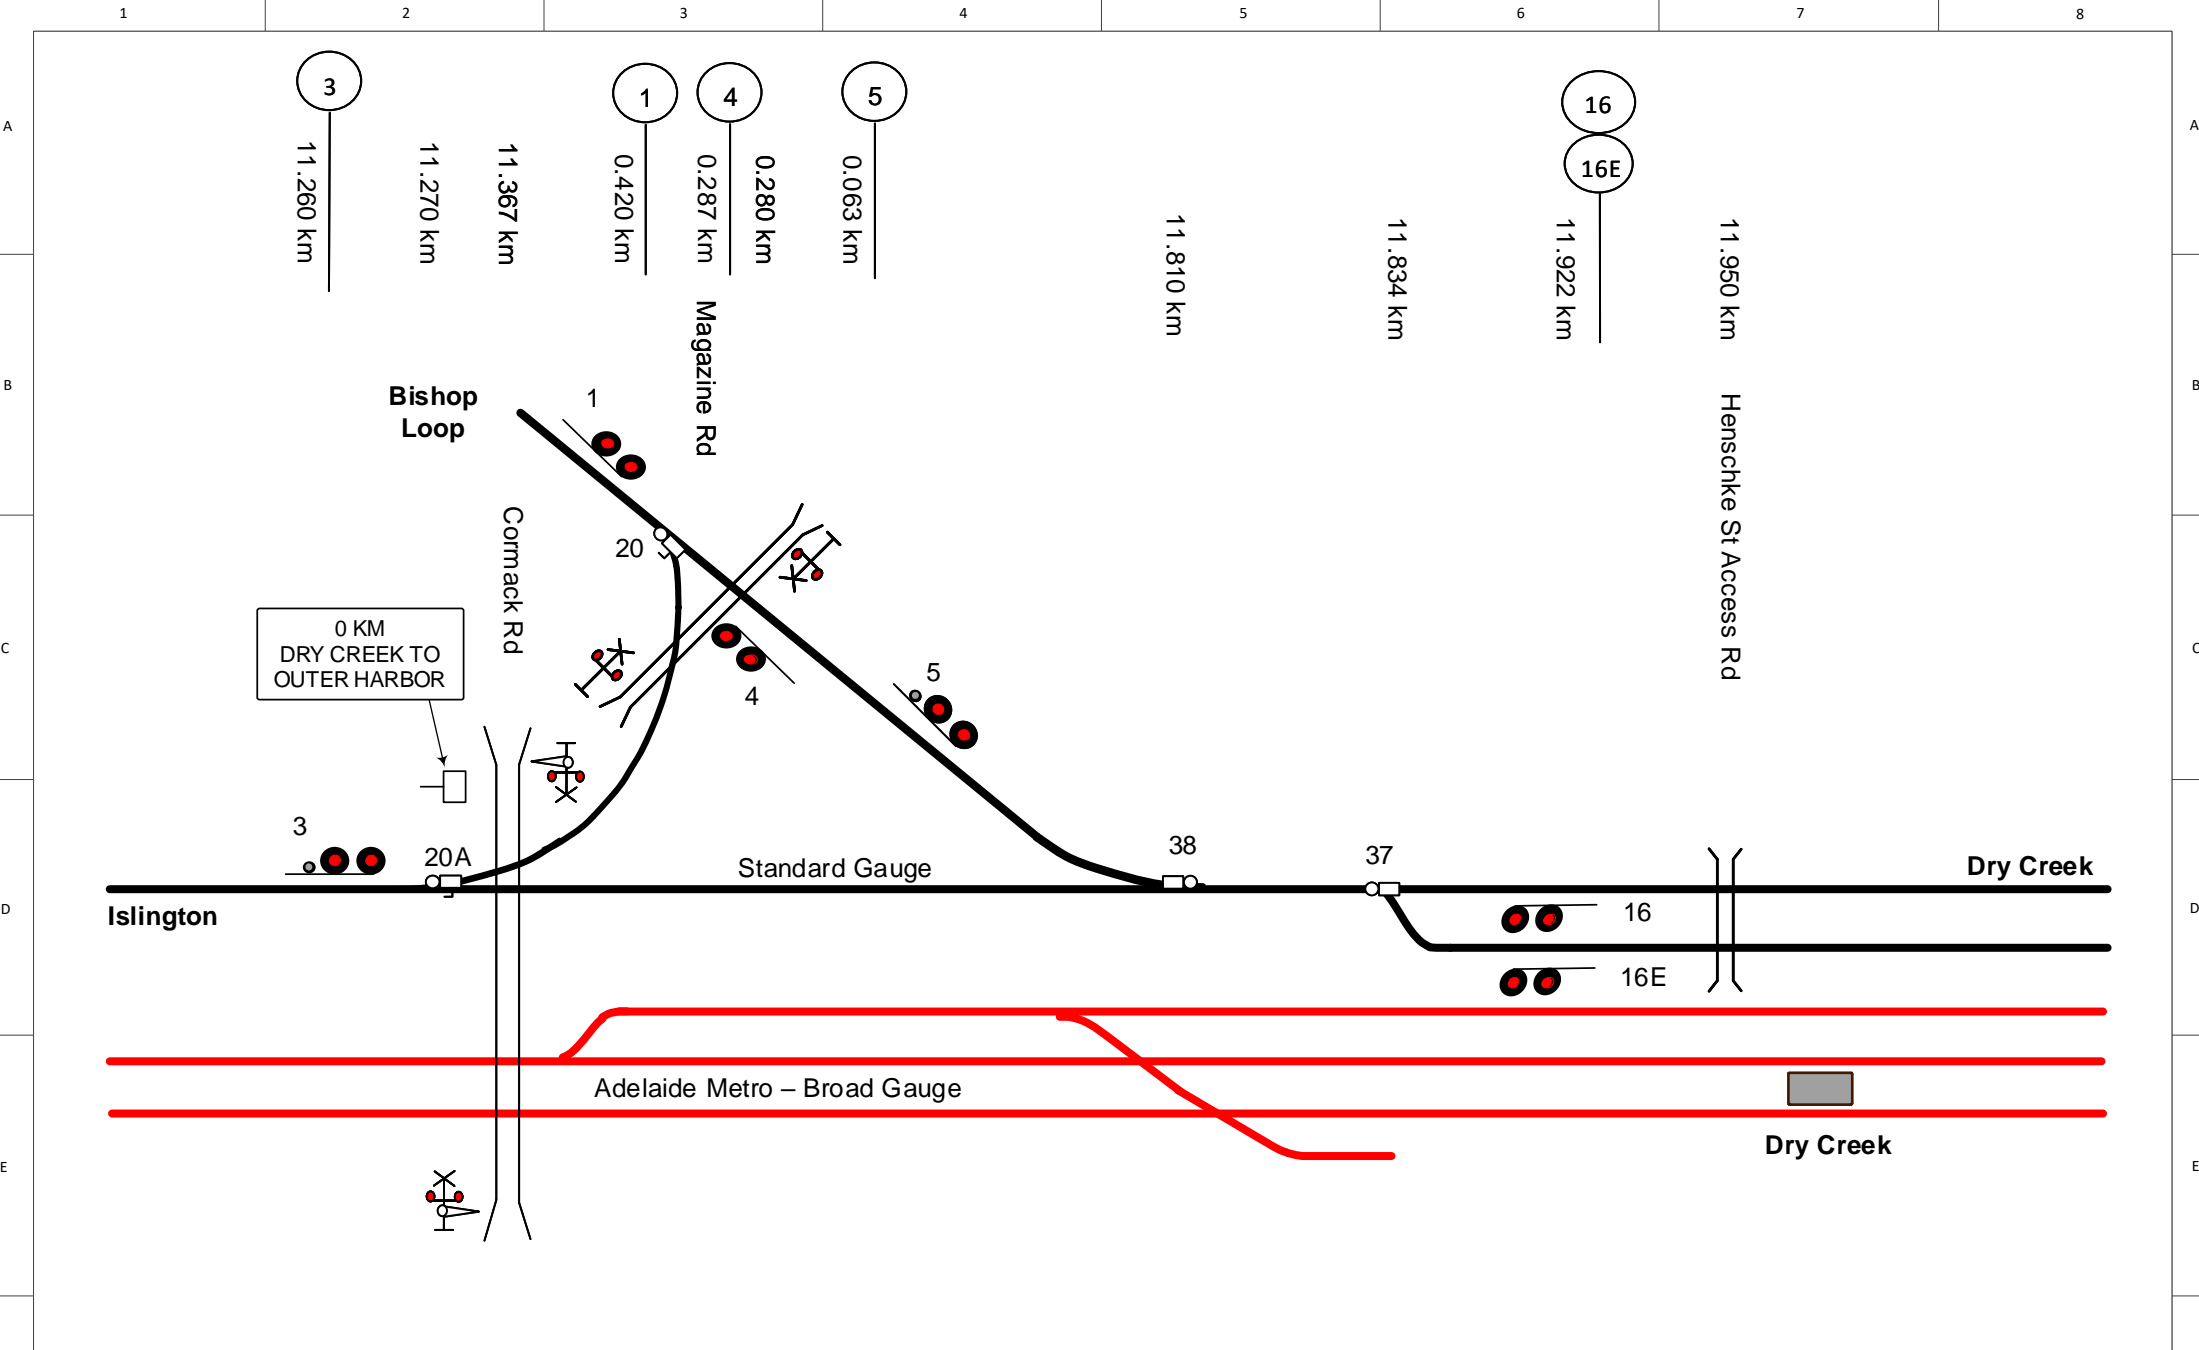 1 2 3 4 5 6 7 8
3
1
4
5
16
16E
11.260 km
11.270 km
11.367 km
0.420 km
0.287 km
0.280 km
0.063 km
11.810 km
11.834 km
11.922 km
11.950 km
A
A
Magazine Rd
Bishop
Loop
1
B
B
Henschke St Access Rd
Cormack Rd
20
0 KM
DRY CREEK TO
OUTER HARBOR
C
C
4
5
3
20A
Standard Gauge
38
37
Dry Creek
Islington
D
D
16
16E
Adelaide Metro – Broad Gauge
Dry Creek
E
E